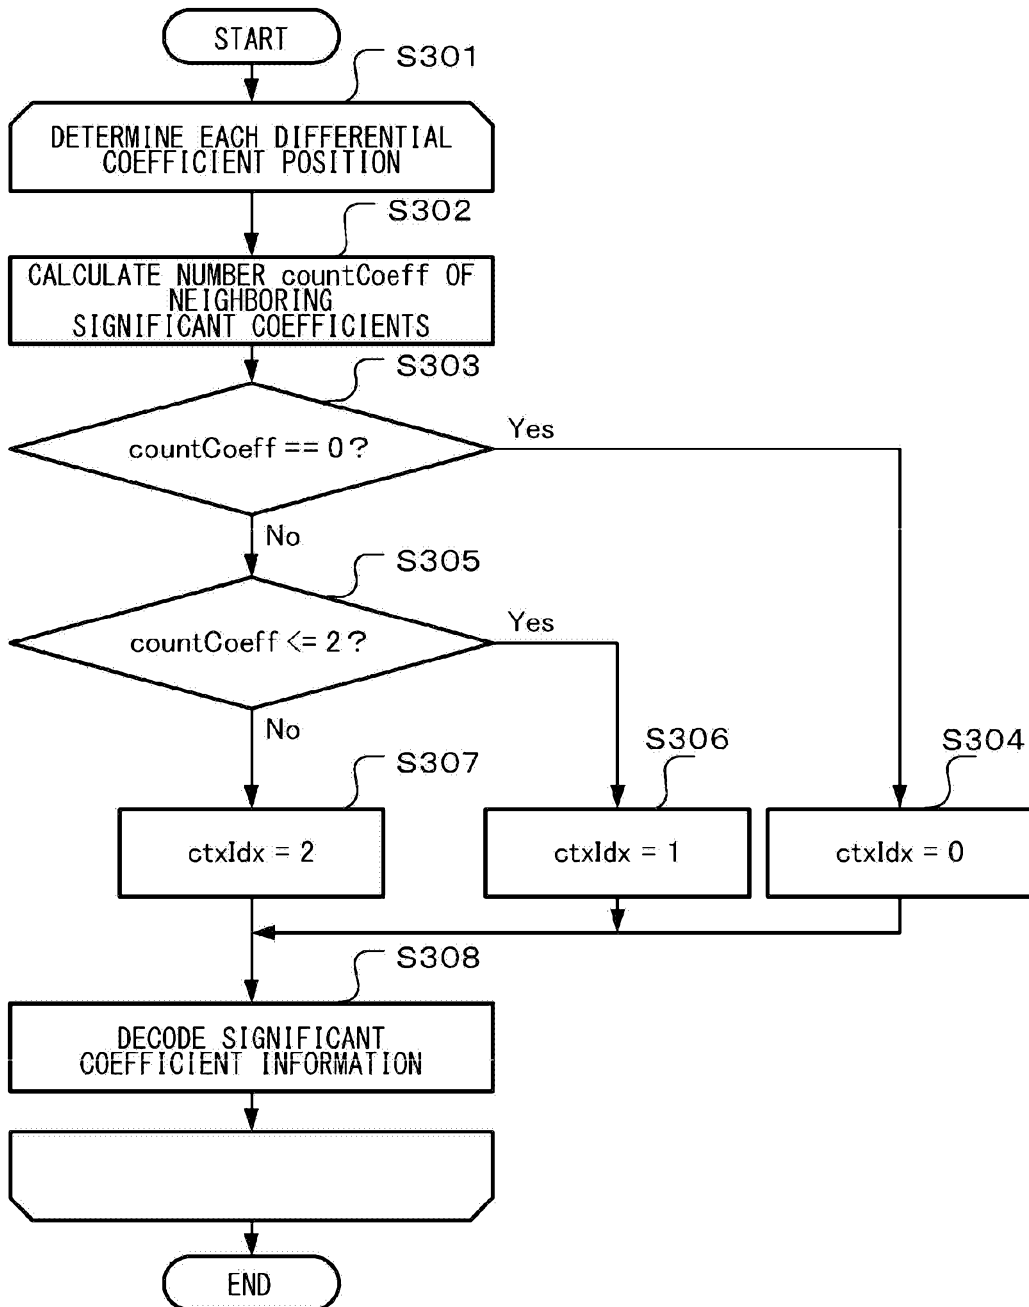 START
S301
DETERMINE EACH DIFFERENTIAL
COEFFICIENT POSITION
S302
CALCULATE NUMBER countCoeff OF
NEIGHBORING
SIGNIFICANT COEFFICIENTS
S303
countCoeff == 0?
Yes
No
S305
countCoeff <= 2?
Yes
No
S307
S306
S304
ctxIdx = 2
ctxIdx = 1
ctxIdx = 0
S308
DECODE SIGNIFICANT
COEFFICIENT INFORMATION
END